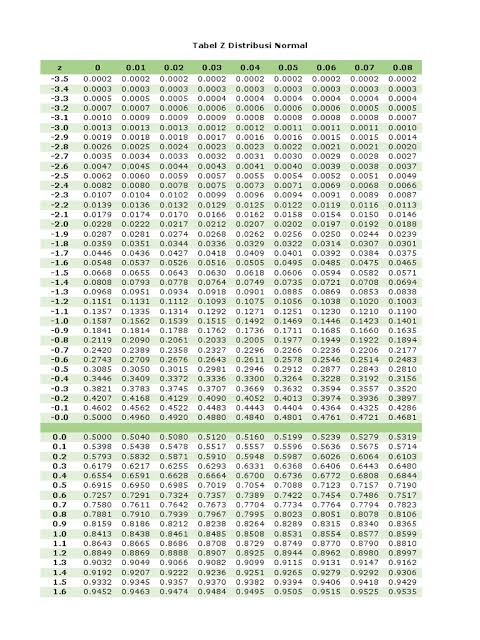 Tabel Z Distribusi Normal
z 0 0.01 0.02 0.03 0.04 0.05 0.06 0.07 0.08
-3.5 0.0002 0.0002 0.0002 0.0002 0.0002 0.0002 0.0002 0.0002 0.0002
-3.4 0.0003 0.0003 0.0003 0.0003 0.0003 0.0003 0.0003 0.0003 0.0003
-3.3 0.0005 0.0005 0.0005 0.0004 0.0004 0.0004 0.0004 0.0004 0.0004
-3.2 0.0007 0.0007 0.0006 0.0006 0.0006 0.0006 0.0006 0.0005 0.0005
-3.1 0.0010 0.0009 0.0009 0.0009 0.0008 0.0008 0.0008 0.0008 0.0007
-3.0 0.0013 0.0013 0.0013 0.0012 0.0012 0.0011 0.0011 0.0011 0.0010
-2.9 0.0019 0.0018 0.0018 0.0017 0.0016 0.0016 0.0015 0.0015 0.0014
-2.8 0.0026 0.0025 0.0024 0.0023 0.0023 0.0022 0.0021 0.0021 0.0020
-2.7 0.0035 0.0034 0.0033 0.0032 0.0031 0.0030 0.0029 0.0028 0.0027
-2.6 0.0047 0.0045 0.0044 0.0043 0.0041 0.0040 0.0039 0.0038 0.0037
-2.5 0.0062 0.0060 0.0059 0.0057 0.0055 0.0054 0.0052 0.0051 0.0049
-2.4 0.0082 0.0080 0.0078 0.0075 0.0073 0.0071 0.0069 0.0068 0.0066
-2.3 0.0107 0.0104 0.0102 0.0099 0.0096 0.0094 0.0091 0.0089 0.0087
-2.2 0.0139 0.0136 0.0132 0.0129 0.0125 0.0122 0.0119 0.0116 0.0113
-2.1 0.0179 0.0174 0.0170 0.0166 0.0162 0.0158 0.0154 0.0150 0.0146
-2.0 0.0228 0.0222 0.0217 0.0212 0.0207 0.0202 0.0197 0.0192 0.0188
-1.9 0.0287 0.0281 0.0274 0.0268 0.0262 0.0256 0.0250 0.0244 0.0239
-1.8 0.0359 0.0351 0.0344 0.0336 0.0329 0.0322 0.0314 0.0307 0.0301
-1.7 0.0446 0.0436 0.0427 0.0418 0.0409 0.0401 0.0392 0.0384 0.0375
-1.6 0.0548 0.0537 0.0526 0.0516 0.0505 0.0495 0.0485 0.0475 0.0465
-1.5 0.0668 0.0655 0.0643 0.0630 0.0618 0.0606 0.0594 0.0582 0.0571
-1.4 0.0808 0.0793 0.0778 0.0764 0.0749 0.0735 0.0721 0.0708 0.0694
-1.3 0.0968 0.0951 0.0934 0.0918 0.0901 0.0885 0.0869 0.0853 0.0838
-1.2 0.1151 0.1131 0.1112 0.1093 0.1075 0.1056 0.1038 0.1020 0.1003
-1.1 0.1357 0.1335 0.1314 0.1292 0.1271 0.1251 0.1230 0.1210 0.1190
-1.0 0.1587 0.1562 0.1539 0.1515 0.1492 0.1469 0.1446 0.1423 0.1401
-0.9 0.1841 0.1814 0.1788 0.1762 0.1736 0.1711 0.1685 0.1660 0.1635
-0.8 0.2119 0.2090 0.2061 0.2033 0.2005 0.1977 0.1949 0.1922 0.1894
-0.7 0.2420 0.2389 0.2358 0.2327 0.2296 0.2266 0.2236 0.2206 0.2177
-0.6 0.2743 0.2709 0.2676 0.2643 0.2611 0.2578 0.2546 0.2514 0.2483
-0.5 0.3085 0.3050 0.3015 0.2981 0.2946 0.2912 0.2877 0.2843 0.2810
-0.4 0.3446 0.3409 0.3372 0.3336 0.3300 0.3264 0.3228 0.3192 0.3156
-0.3 0.3821 0.3783 0.3745 0.3707 0.3669 0.3632 0.3594 0.3557 0.3520
-0.2 0.4207 0.4168 0.4129 0.4090 0.4052 0.4013 0.3974 0.3936 0.3897
-0.1 0.4602 0.4562 0.4522 0.4483 0.4443 0.4404 0.4364 0.4325 0.4286
-0.0 0.5000 0.4960 0.4920 0.4880 0.4840 0.4801 0.4761 0.4721 0.4681
0.0 0.5000 0.5040 0.5080 0.5120 0.5160 0.5199 0.5239 0.5279 0.5319
0.1 0.5398 0.5438 0.5478 0.5517 0.5557 0.5596 0.5636 0.5675 0.5714
0.2 0.5793 0.5832 0.5871 0.5910 0.5948 0.5987 0.6026 0.6064 0.6103
0.3 0.6179 0.6217 0.6255 0.6293 0.6331 0.6368 0.6406 0.6443 0.6480
0.4 0.6554 0.6591 0.6628 0.6664 0.6700 0.6736 0.6772 0.6808 0.6844
0.5 0.6915 0.6950 0.6985 0.7019 0.7054 0.7088 0.7123 0.7157 0.7190
0.6 0.7257 0.7291 0.7324 0.7357 0.7389 0.7422 0.7454 0.7486 0.7517
0.7 0.7580 0.7611 0.7642 0.7673 0.7704 0.7734 0.7764 0.7794 0.7823
0.8 0.7881 0.7910 0.7939 0.7967 0.7995 0.8023 0.8051 0.8078 0.8106
0.9 0.8159 0.8186 0.8212 0.8238 0.8264 0.8289 0.8315 0.8340 0.8365
1.0 0.8413 0.8438 0.8461 0.8485 0.8508 0.8531 0.8554 0.8577 0.8599
1.1 0.8643 0.8665 0.8686 0.8708 0.8729 0.8749 0.8770 0.8790 0.8810
1.2 0.8849 0.8869 0.8888 0.8907 0.8925 0.8944 0.8962 0.8980 0.8997
1.3 0.9032 0.9049 0.9066 0.9082 0.9099 0.9115 0.9131 0.9147 0.9162
1.4 0.9192 0.9207 0.9222 0.9236 0.9251 0.9265 0.9279 0.9292 0.9306
1.5 0.9332 0.9345 0.9357 0.9370 0.9382 0.9394 0.9406 0.9418 0.9429
1.6 0.9452 0.9463 0.9474 0.9484 0.9495 0.9505 0.9515 0.9525 0.9535